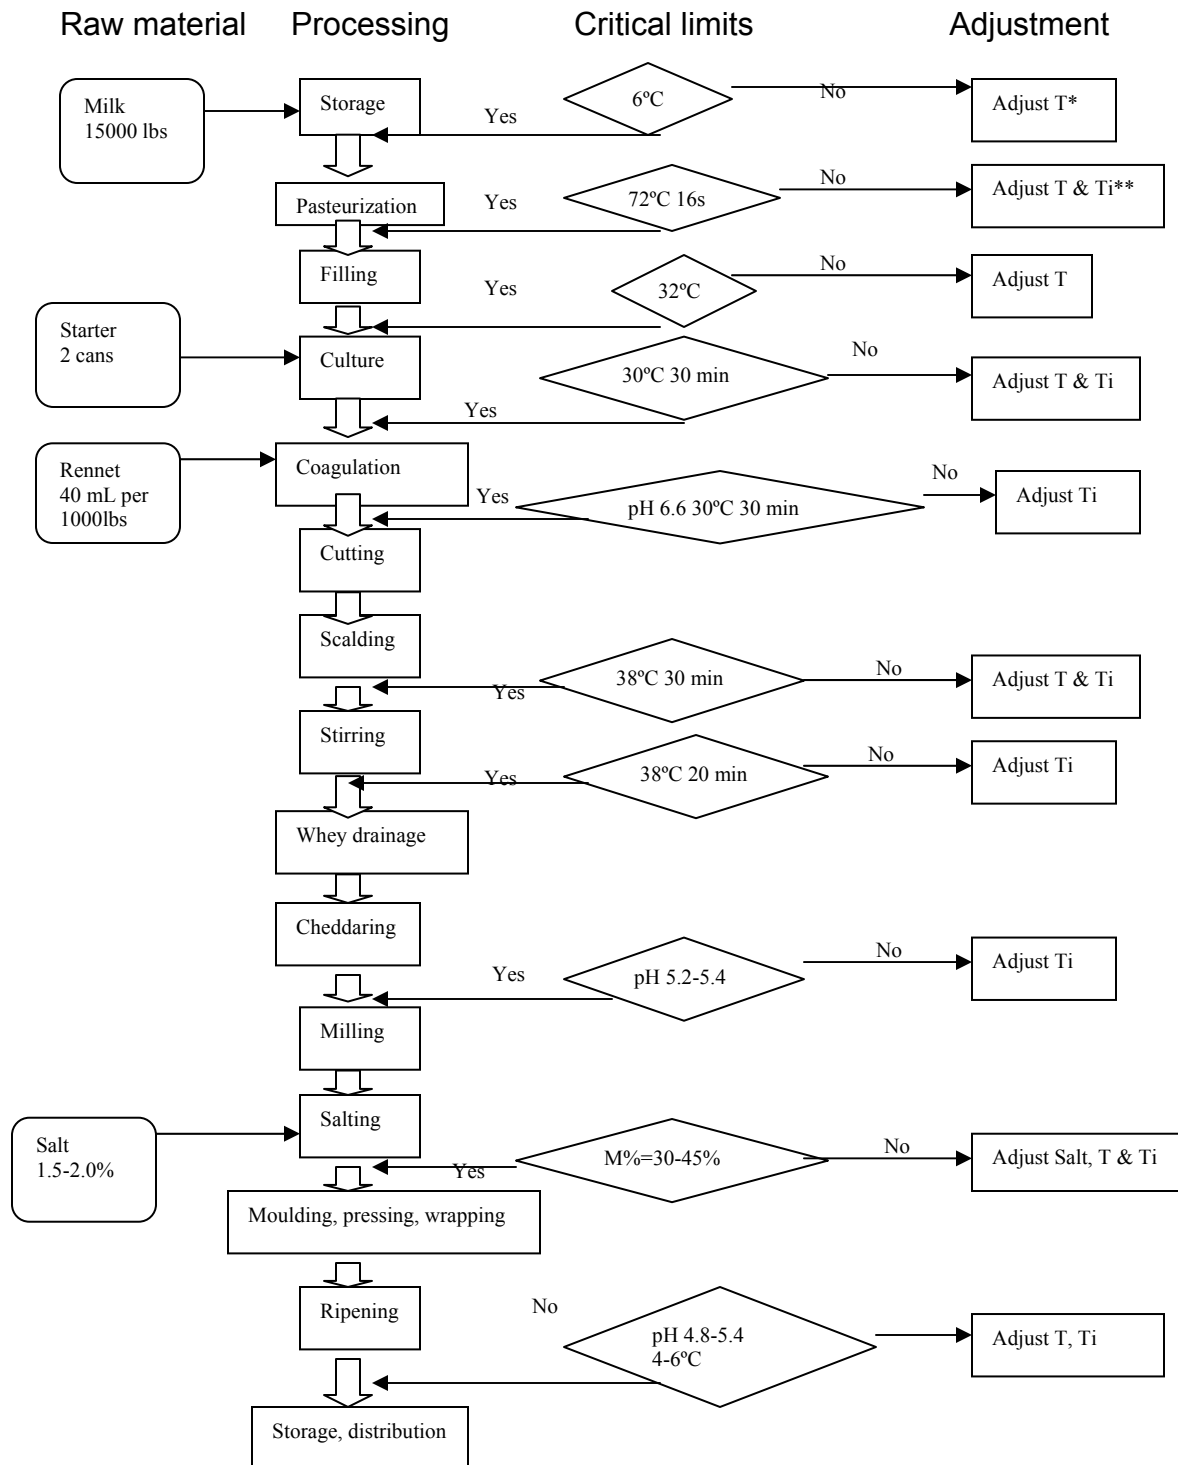 Raw material Processing Critical limits Adjustment
Milk
15000 lbs
Storage
6ºC
Yes
No
Adjust T*
Pasteurization
72ºC 16s
Yes
No
Adjust T & Ti**
Filling
32ºC
Yes
No
Adjust T
Starter
2 cans
Culture
30ºC 30 min
Yes
No
Adjust T & Ti
Rennet
40 mL per
1000lbs
Coagulation
pH 6.6 30ºC 30 min
Yes
No
Adjust Ti
Cutting
Scalding
38ºC 30 min
Yes
No
Adjust T & Ti
Stirring
38ºC 20 min
Yes
No
Adjust Ti
Whey drainage
Cheddaring
pH 5.2-5.4
Yes
No
Adjust Ti
Milling
Salt
1.5-2.0%
Salting
M%=30-45%
Yes
No
Adjust Salt, T & Ti
Moulding, pressing, wrapping
Ripening
No
pH 4.8-5.4
4-6ºC
Adjust T, Ti
Storage, distribution